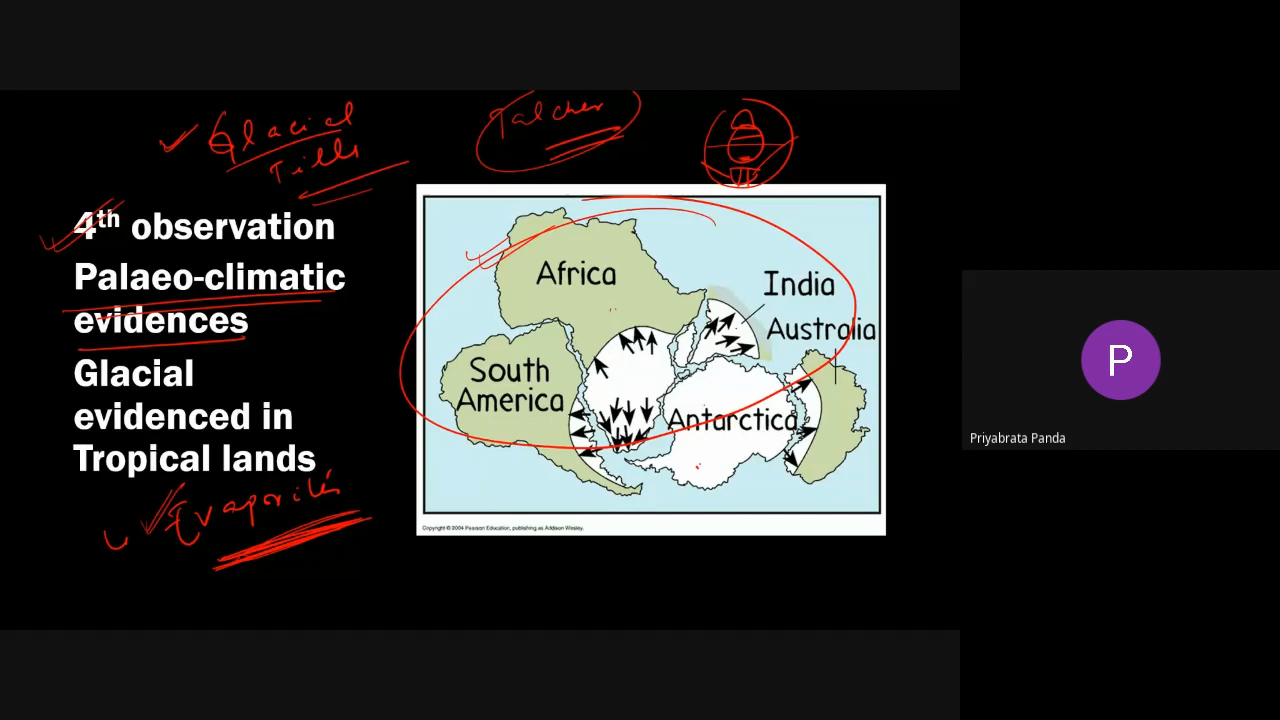 Glacial
Tills
Talcher
4th observation
Palaeo-climatic
evidences
Glacial
evidenced in
Tropical lands
Evaporites
Africa
India
Australia
South
America
Antarctica
Copyright © 2004 Pearson Education, publishing as Addison Wesley.
P
Priyabrata Panda